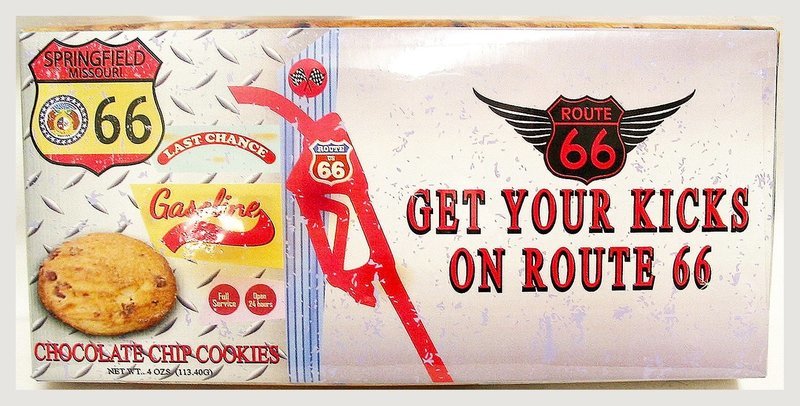 SPRINGFIELD
MISSOURI
66
LAST CHANCE
Gasoline
Full
Service
Open
24 hours
CHOCOLATE CHIP COOKIES
NET WT.. 4 OZS. (113.40G)
ROUTE
US
66
ROUTE
66
GET YOUR KICKS
ON ROUTE 66